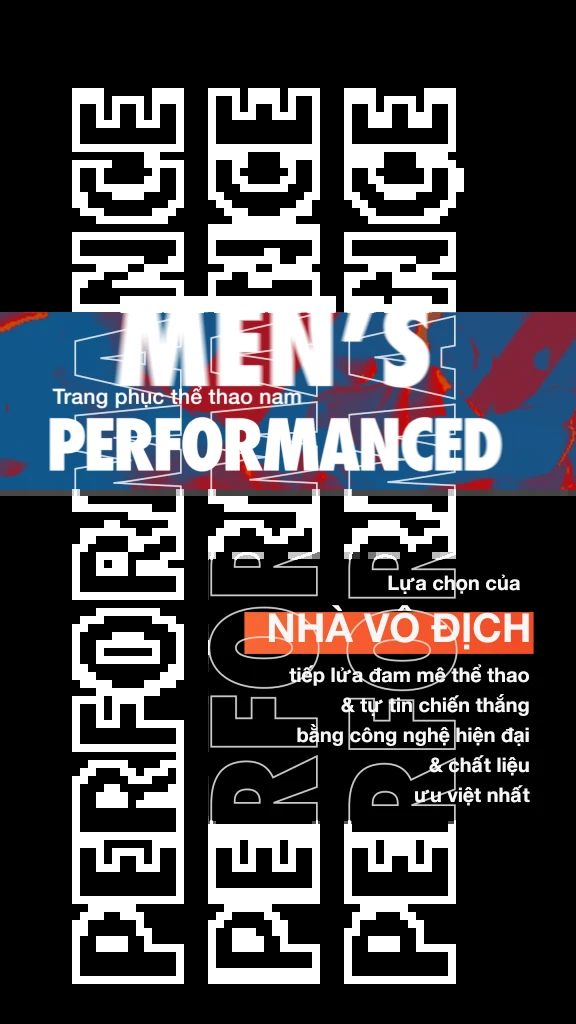 PERFORMANCE
PERFORMANCE
PERFORMANCE
MEN'S
Trang phục thể thao nam
PERFORMANCED
Lựa chọn của
NHÀ VÔ ĐỊCH
tiếp lửa đam mê thể thao
& tự tin chiến thắng
bằng công nghệ hiện đại
& chất liệu
ưu việt nhất